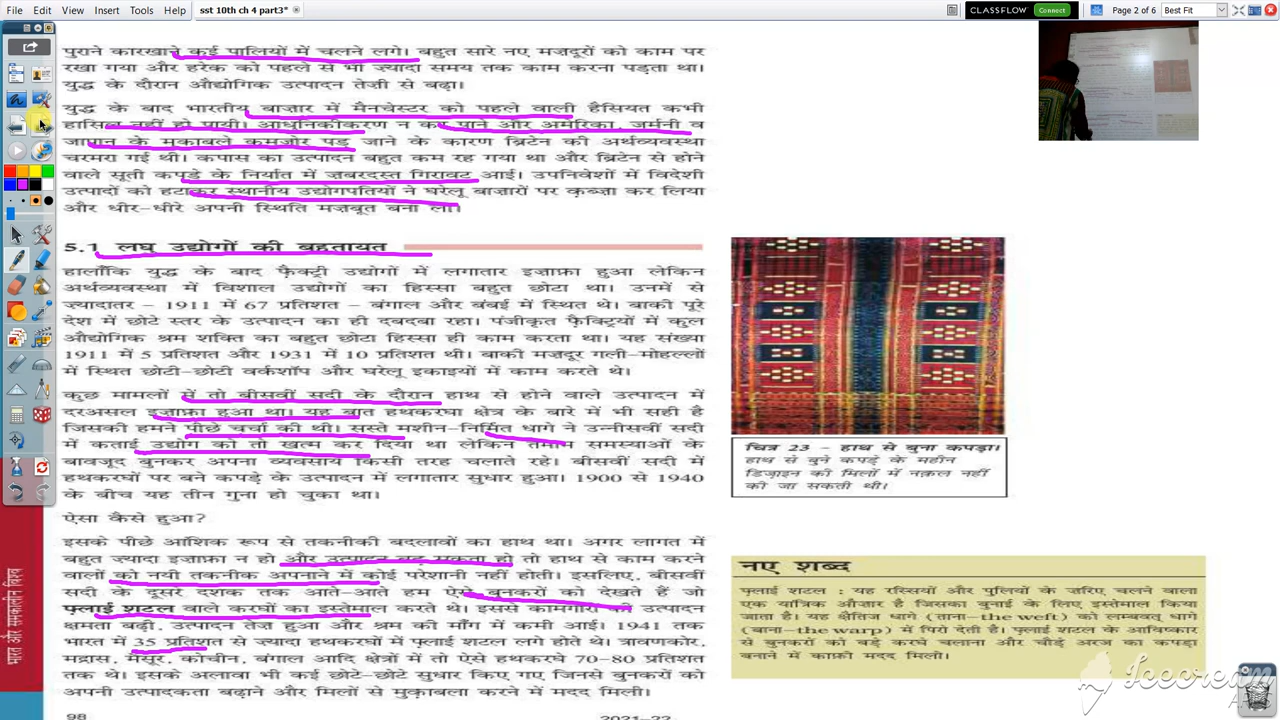 File Edit View Insert Tools Help
sst 10th ch 4 part3*
CLASSFLOW Connect
Page 2 of 6 Best Fit
पुराने कारखाने कई पालियों में चलने लगे। बहुत सारे नए मज़दूरों को काम पर
रखा गया और हरेक को पहले से भी ज़्यादा समय तक काम करना पड़ता था।
युद्ध के दौरान औद्योगिक उत्पादन तेज़ी से बढ़ा।
युद्ध के बाद भारतीय बाज़ार में मैनचेस्टर को पहले वाली हैसियत कभी
हासिल नहीं हो पायी। आधुनिकीकरण न कर पाने और अमेरिका, जर्मनी व
जापान के मुकाबले कमज़ोर पड़ जाने के कारण ब्रिटेन की अर्थव्यवस्था
चरमरा गई थी। कपास का उत्पादन बहुत कम रह गया था और ब्रिटेन से होने
वाले सूती कपड़े के निर्यात में ज़बरदस्त गिरावट आई। उपनिवेशों में विदेशी
उत्पादों को हटाकर स्थानीय उद्योगपतियों ने घरेलू बाज़ारों पर कब्ज़ा कर लिया
और धीरे-धीरे अपनी स्थिति मज़बूत बना ली।
5.1 लघु उद्योगों की बहुतायत
हालाँकि युद्ध के बाद फ़ैक्ट्री उद्योगों में लगातार इज़ाफ़ा हुआ लेकिन
अर्थव्यवस्था में विशाल उद्योगों का हिस्सा बहुत छोटा था। उनमें से
ज़्यादातर - 1911 में 67 प्रतिशत - बंगाल और बंबई में स्थित थे। बाकी पूरे
देश में छोटे स्तर के उत्पादन का ही दबदबा रहा। पंजीकृत फ़ैक्ट्रियों में कुल
औद्योगिक श्रम शक्ति का बहुत छोटा हिस्सा ही काम करता था। यह संख्या
1911 में 5 प्रतिशत और 1931 में 10 प्रतिशत थी। बाकी मज़दूर गली-मोहल्लों
में स्थित छोटी-छोटी वर्कशॉप और घरेलू इकाइयों में काम करते थे।
कुछ मामलों में तो बीसवीं सदी के दौरान हाथ से होने वाले उत्पादन में
दरअसल इज़ाफ़ा हुआ था। यह बात हथकरघा क्षेत्र के बारे में भी सही है
जिसकी हमने पीछे चर्चा की थी। सस्ते मशीन-निर्मित धागे ने उन्नीसवीं सदी
में कताई उद्योग को तो खत्म कर दिया था लेकिन तमाम समस्याओं के
बावजूद बुनकर अपना व्यवसाय किसी तरह चलाते रहे। बीसवीं सदी में
हथकरघों पर बने कपड़े के उत्पादन में लगातार सुधार हुआ। 1900 से 1940
के बीच यह तीन गुना हो चुका था।
ऐसा कैसे हुआ?
इसके पीछे आंशिक रूप से तकनीकी बदलावों का हाथ था। अगर लागत में
बहुत ज़्यादा इज़ाफ़ा न हो और उत्पादन बढ़ सकता हो तो हाथ से काम करने
वालों को नयी तकनीक अपनाने में कोई परेशानी नहीं होती। इसलिए, बीसवीं
सदी के दूसरे दशक तक आते-आते हम ऐसे बुनकरों को देखते हैं जो
फ़्लाई शटल वाले करघों का इस्तेमाल करते थे। इससे कामगारों की उत्पादन
क्षमता बढ़ी, उत्पादन तेज़ हुआ और श्रम की माँग में कमी आई। 1941 तक
भारत में 35 प्रतिशत से ज़्यादा हथकरघों में फ़्लाई शटल लगे होते थे। त्रावणकोर,
मद्रास, मैसूर, कोचीन, बंगाल आदि क्षेत्रों में तो ऐसे हथकरघे 70-80 प्रतिशत
तक थे। इसके अलावा भी कई छोटे-छोटे सुधार किए गए जिनसे बुनकरों को
अपनी उत्पादकता बढ़ाने और मिलों से मुक़ाबला करने में मदद मिली।
98
2021-22
भारत और समकालीन विश्व
चित्र 23 - हाथ से बुना कपड़ा।
हाथ से बुने कपड़े के महीन
डिज़ाइन की मिलों में नक़ल नहीं
की जा सकती थी।
नए शब्द
फ़्लाई शटल : यह रस्सियों और पुलियों के ज़रिए चलने वाला
एक यांत्रिक औज़ार है जिसका बुनाई के लिए इस्तेमाल किया
जाता है। यह क्षैतिज धागे (ताना-the weft) को लम्बवत् धागे
(बाना-the warp) में पिरो देती है। फ़्लाई शटल के आविष्कार
से बुनकरों को बड़े करघे चलाना और चौड़े अरज का कपड़ा
बनाने में काफ़ी मदद मिली।
Icecream